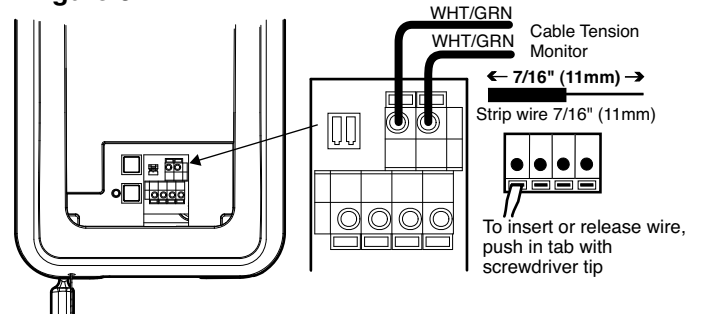 WHT/GRN
WHT/GRN
Cable Tension
Monitor
7/16" (11mm)
Strip wire 7/16" (11mm)
To insert or release wire,
push in tab with
screwdriver tip